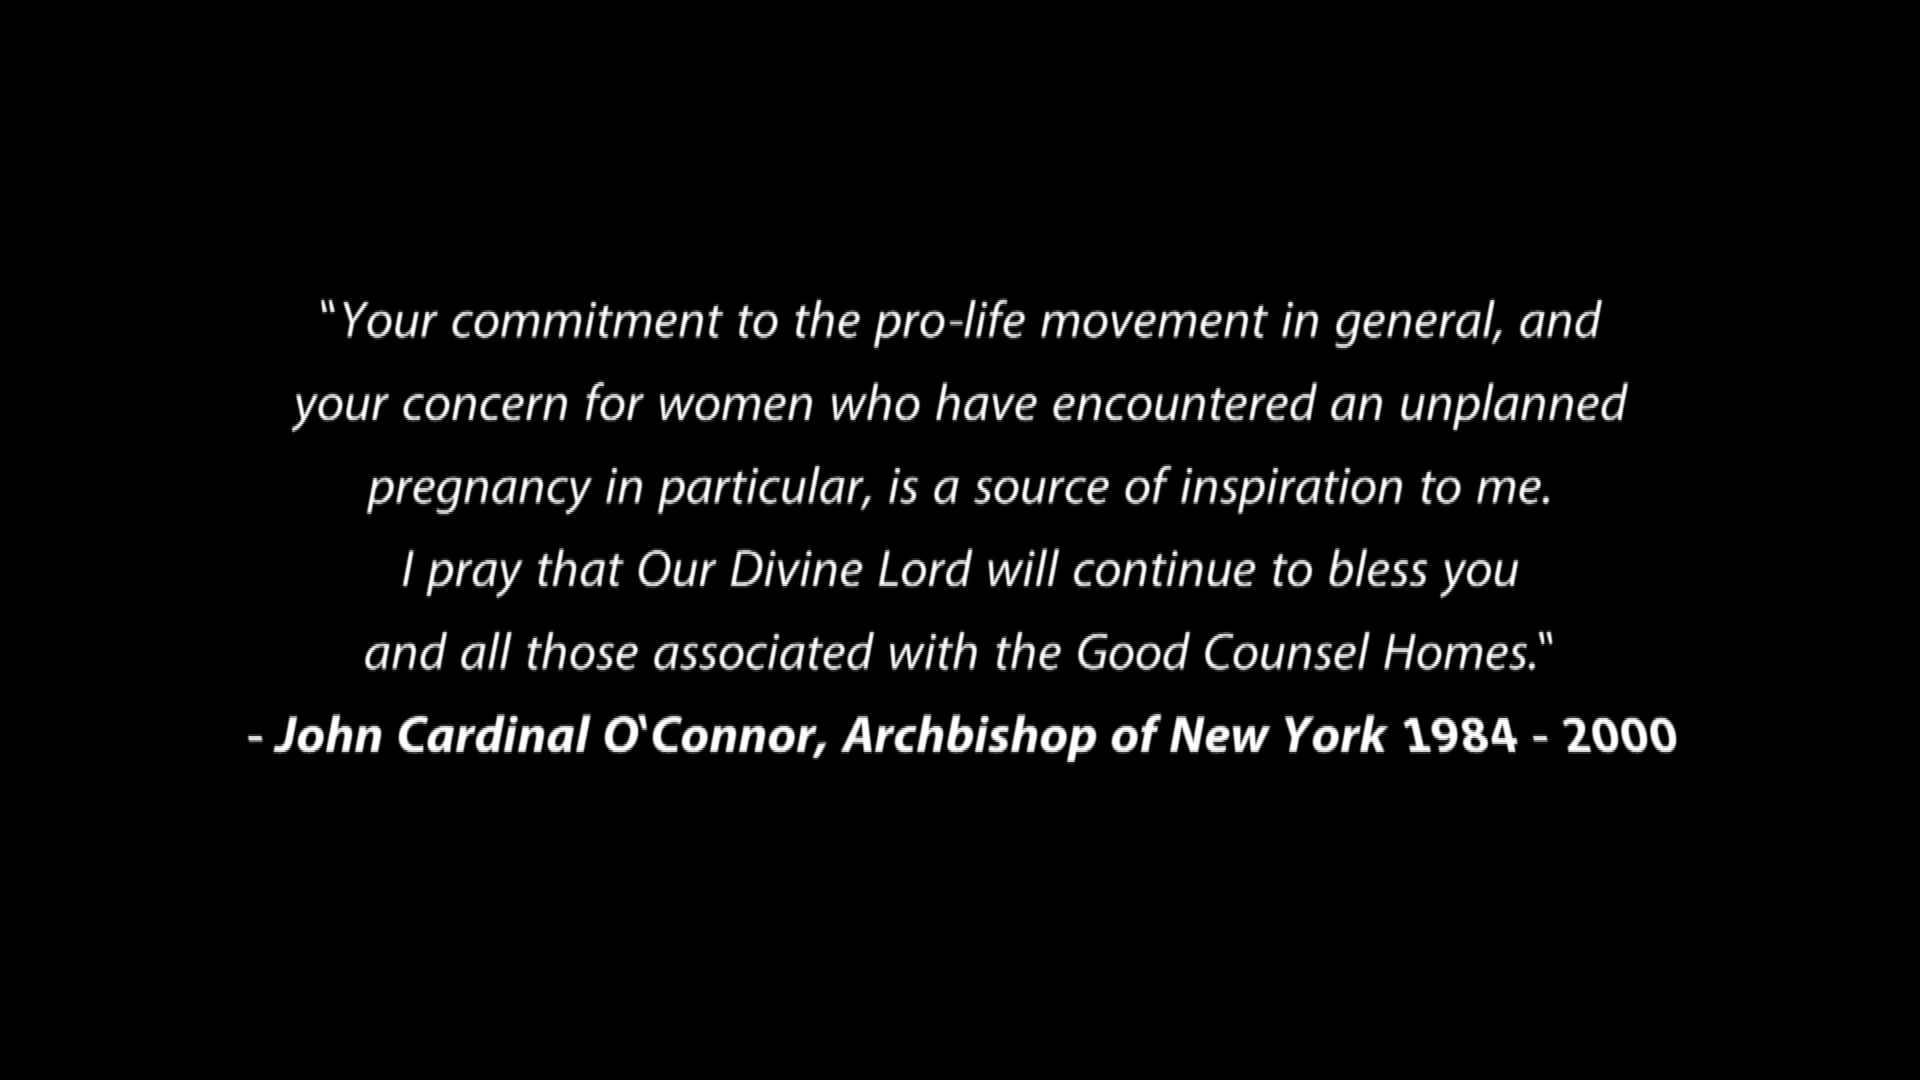 “Your commitment to the pro-life movement in general, and
your concern for women who have encountered an unplanned
pregnancy in particular, is a source of inspiration to me.
I pray that Our Divine Lord will continue to bless you
and all those associated with the Good Counsel Homes."
- John Cardinal O‘Connor, Archbishop of New York 1984 - 2000